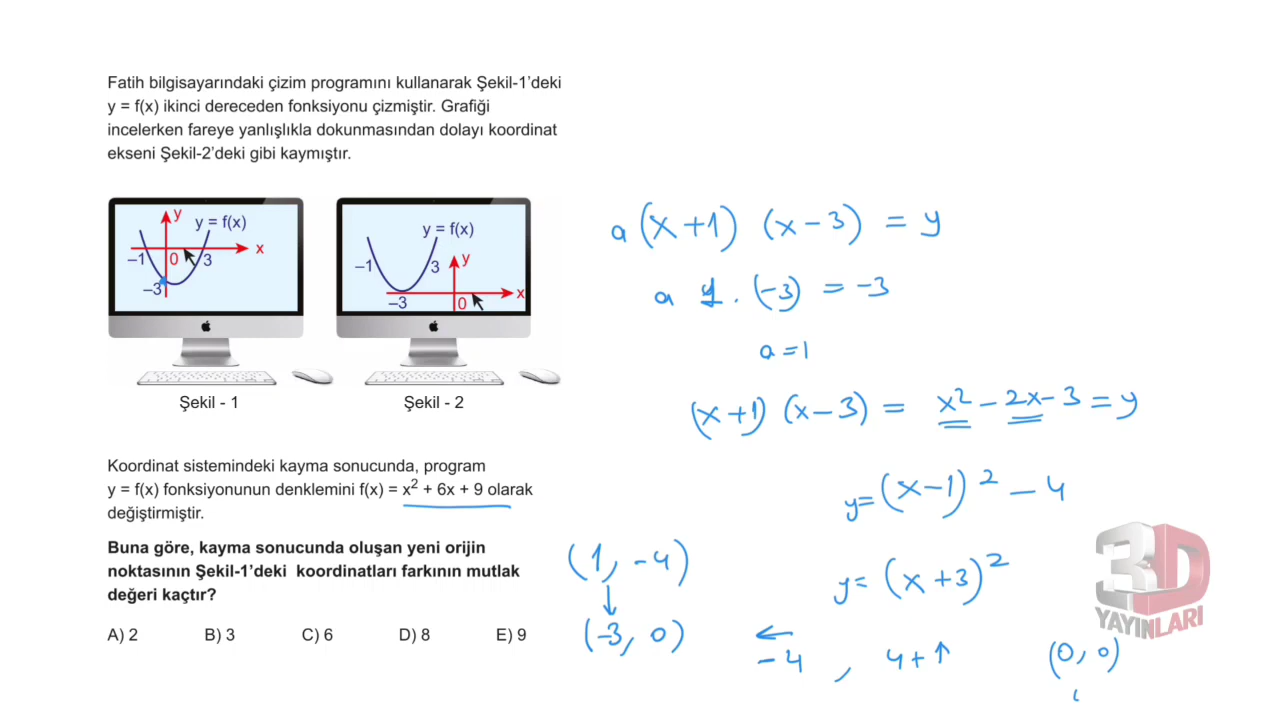 Fatih bilgisayarındaki çizim programını kullanarak Şekil-1'deki
y = f(x) ikinci dereceden fonksiyonu çizmiştir. Grafiği
incelerken fareye yanlışlıkla dokunmasından dolayı koordinat
ekseni Şekil-2'deki gibi kaymıştır.
y y = f(x)
x
-1 0 3
-3
y = f(x)
y
-1 3
x
-3 0
Şekil - 1 Şekil - 2
Koordinat sistemindeki kayma sonucunda, program
y = f(x) fonksiyonunun denklemini f(x) = x² + 6x + 9 olarak
değiştirmiştir.
Buna göre, kayma sonucunda oluşan yeni orijin
noktasının Şekil-1'deki koordinatları farkının mutlak
değeri kaçtır?
A) 2 B) 3 C) 6 D) 8 E) 9
a (x+1) (x-3) = y
a 1 . (-3) = -3
a = 1
(x+1) (x-3) = x² - 2x - 3 = y
y = (x-1)² - 4
y = (x+3)²
(1, -4)
↓
(-3, 0)
←
-4 , 4+↑
(0, 0)
3D
YAYINLARI